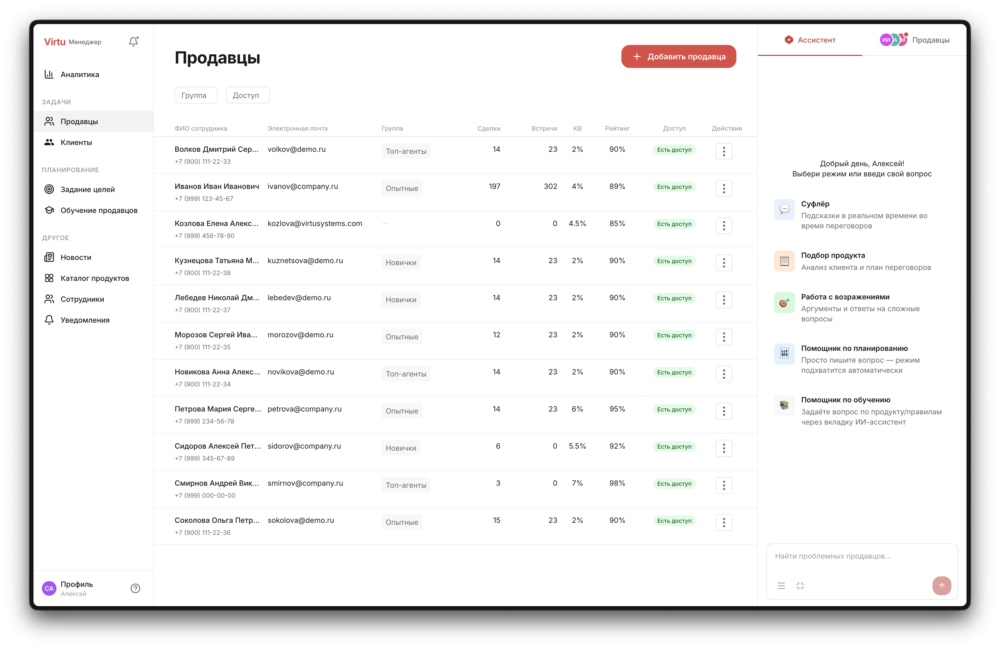 Virtu Менеджер
Аналитика
ЗАДАЧИ
Продавцы
Клиенты
ПЛАНИРОВАНИЕ
Задание целей
Обучение продавцов
ДРУГОЕ
Новости
Каталог продуктов
Сотрудники
Уведомления
СА
Профиль
Алексей
Продавцы
Добавить продавца
Группа
Доступ
ФИО сотрудника Электронная почта Группа Сделки Встречи КВ Рейтинг Доступ Действия
Волков Дмитрий Сер... volkov@demo.ru Топ-агенты 14 23 2% 90% Есть доступ
+7 (900) 111-22-33
Иванов Иван Иванович ivanov@company.ru Опытные 197 302 4% 89% Есть доступ
+7 (999) 123-45-67
Козлова Елена Алекс... kozlova@virtusystems.com — 0 0 4.5% 85% Есть доступ
+7 (999) 456-78-90
Кузнецова Татьяна М... kuznetsova@demo.ru Новички 14 23 2% 90% Есть доступ
+7 (900) 111-22-38
Лебедев Николай Дм... lebedev@demo.ru Новички 14 23 2% 90% Есть доступ
+7 (900) 111-22-37
Морозов Сергей Ива... morozov@demo.ru Опытные 12 23 2% 90% Есть доступ
+7 (900) 111-22-35
Новикова Анна Алекс... novikova@demo.ru Топ-агенты 14 23 2% 90% Есть доступ
+7 (900) 111-22-34
Петрова Мария Серге... petrova@company.ru Опытные 14 23 6% 95% Есть доступ
+7 (999) 234-56-78
Сидоров Алексей Пет... sidorov@company.ru Новички 6 0 5.5% 92% Есть доступ
+7 (999) 345-67-89
Смирнов Андрей Вик... smirnov@company.ru Топ-агенты 3 0 7% 98% Есть доступ
+7 (999) 000-00-00
Соколова Ольга Петр... sokolova@demo.ru Опытные 15 23 2% 90% Есть доступ
+7 (900) 111-22-36
Ассистент
ИИ А М Продавцы
Добрый день, Алексей!
Выбери режим или введи свой вопрос
Суфлёр
Подсказки в реальном времени во
время переговоров
Подбор продукта
Анализ клиента и план переговоров
Работа с возражениями
Аргументы и ответы на сложные
вопросы
Помощник по планированию
Просто пишите вопрос — режим
подхватится автоматически
Помощник по обучению
Задаёте вопрос по продукту/правилам
через вкладку ИИ-ассистент
Найти проблемных продавцов...